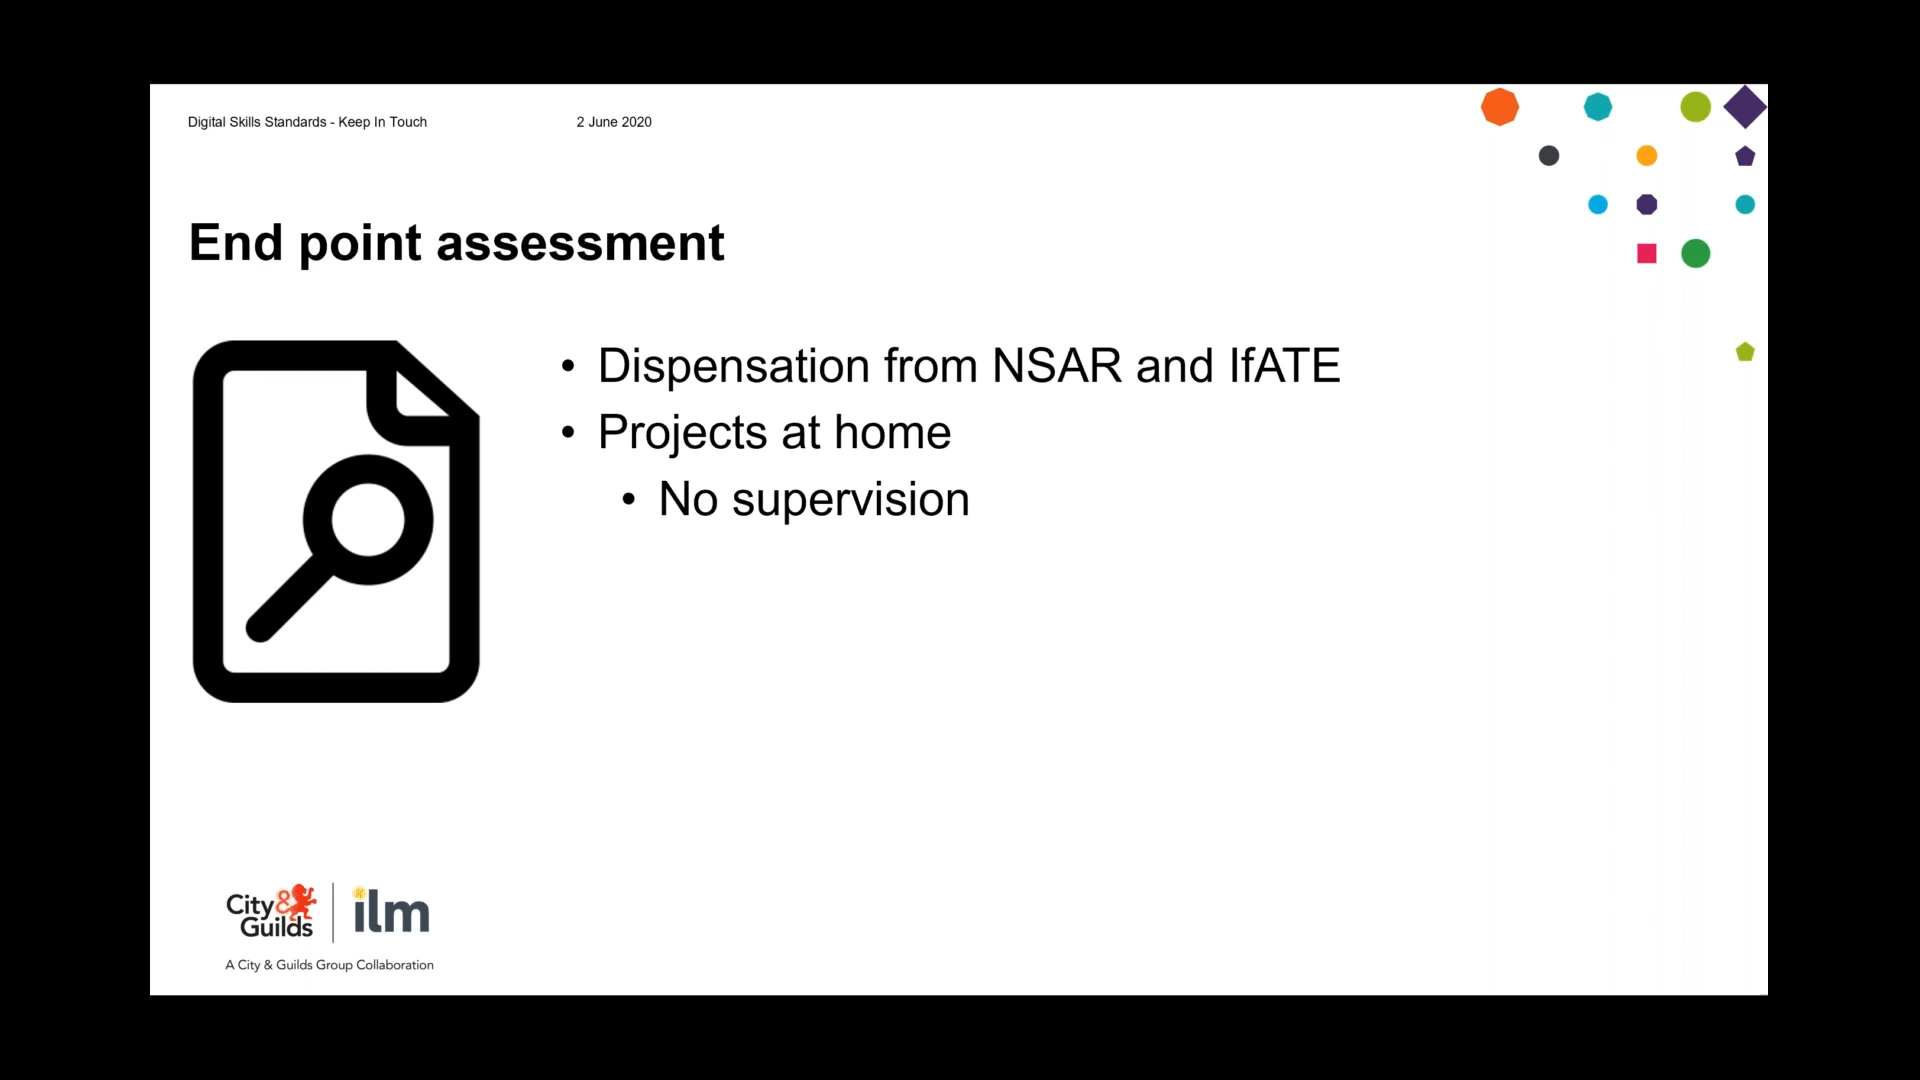 Digital Skills Standards - Keep In Touch 2 June 2020
End point assessment
• Dispensation from NSAR and IfATE
• Projects at home
• No supervision
City & Guilds
ilm
A City & Guilds Group Collaboration